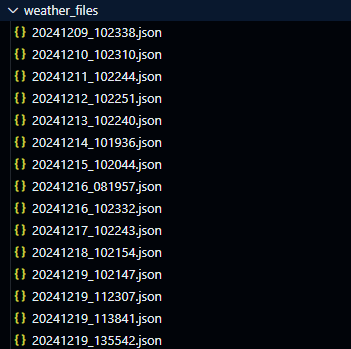 weather_files
{} 20241209_102338.json
{} 20241210_102310.json
{} 20241211_102244.json
{} 20241212_102251.json
{} 20241213_102240.json
{} 20241214_101936.json
{} 20241215_102044.json
{} 20241216_081957.json
{} 20241216_102332.json
{} 20241217_102243.json
{} 20241218_102154.json
{} 20241219_102147.json
{} 20241219_112307.json
{} 20241219_113841.json
{} 20241219_135542.json